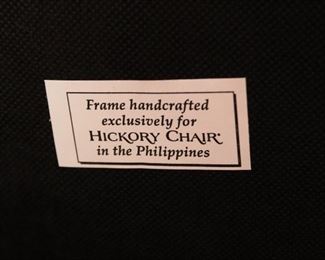 Frame handcrafted
exclusively for
HICKORY CHAIR®
in the Philippines